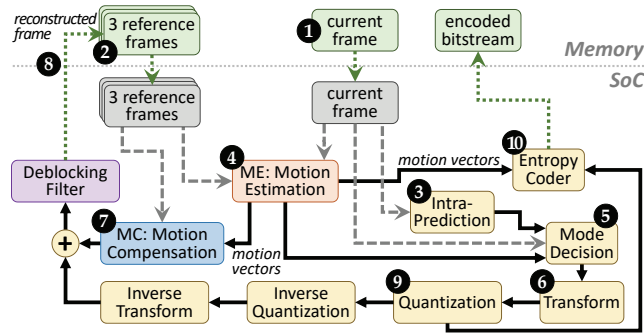 reconstructed
frame
8
2
3 reference
frames
1
current
frame
encoded
bitstream
Memory
SoC
3 reference
frames
current
frame
10
Entropy
Coder
motion vectors
4
ME: Motion
Estimation
Deblocking
Filter
3
Intra-
Prediction
7
MC: Motion
Compensation
motion
vectors
5
Mode
Decision
+
Inverse
Transform
Inverse
Quantization
9
Quantization
6
Transform